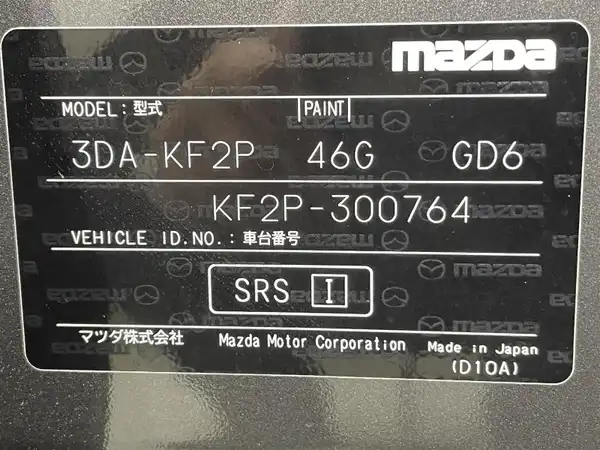 mazda
MODEL : 型式 PAINT
3DA-KF2P 46G GD6
KF2P-300764
VEHICLE ID.NO. : 車台番号
SRS I
マツダ株式会社 Mazda Motor Corporation Made in Japan
(D10A)